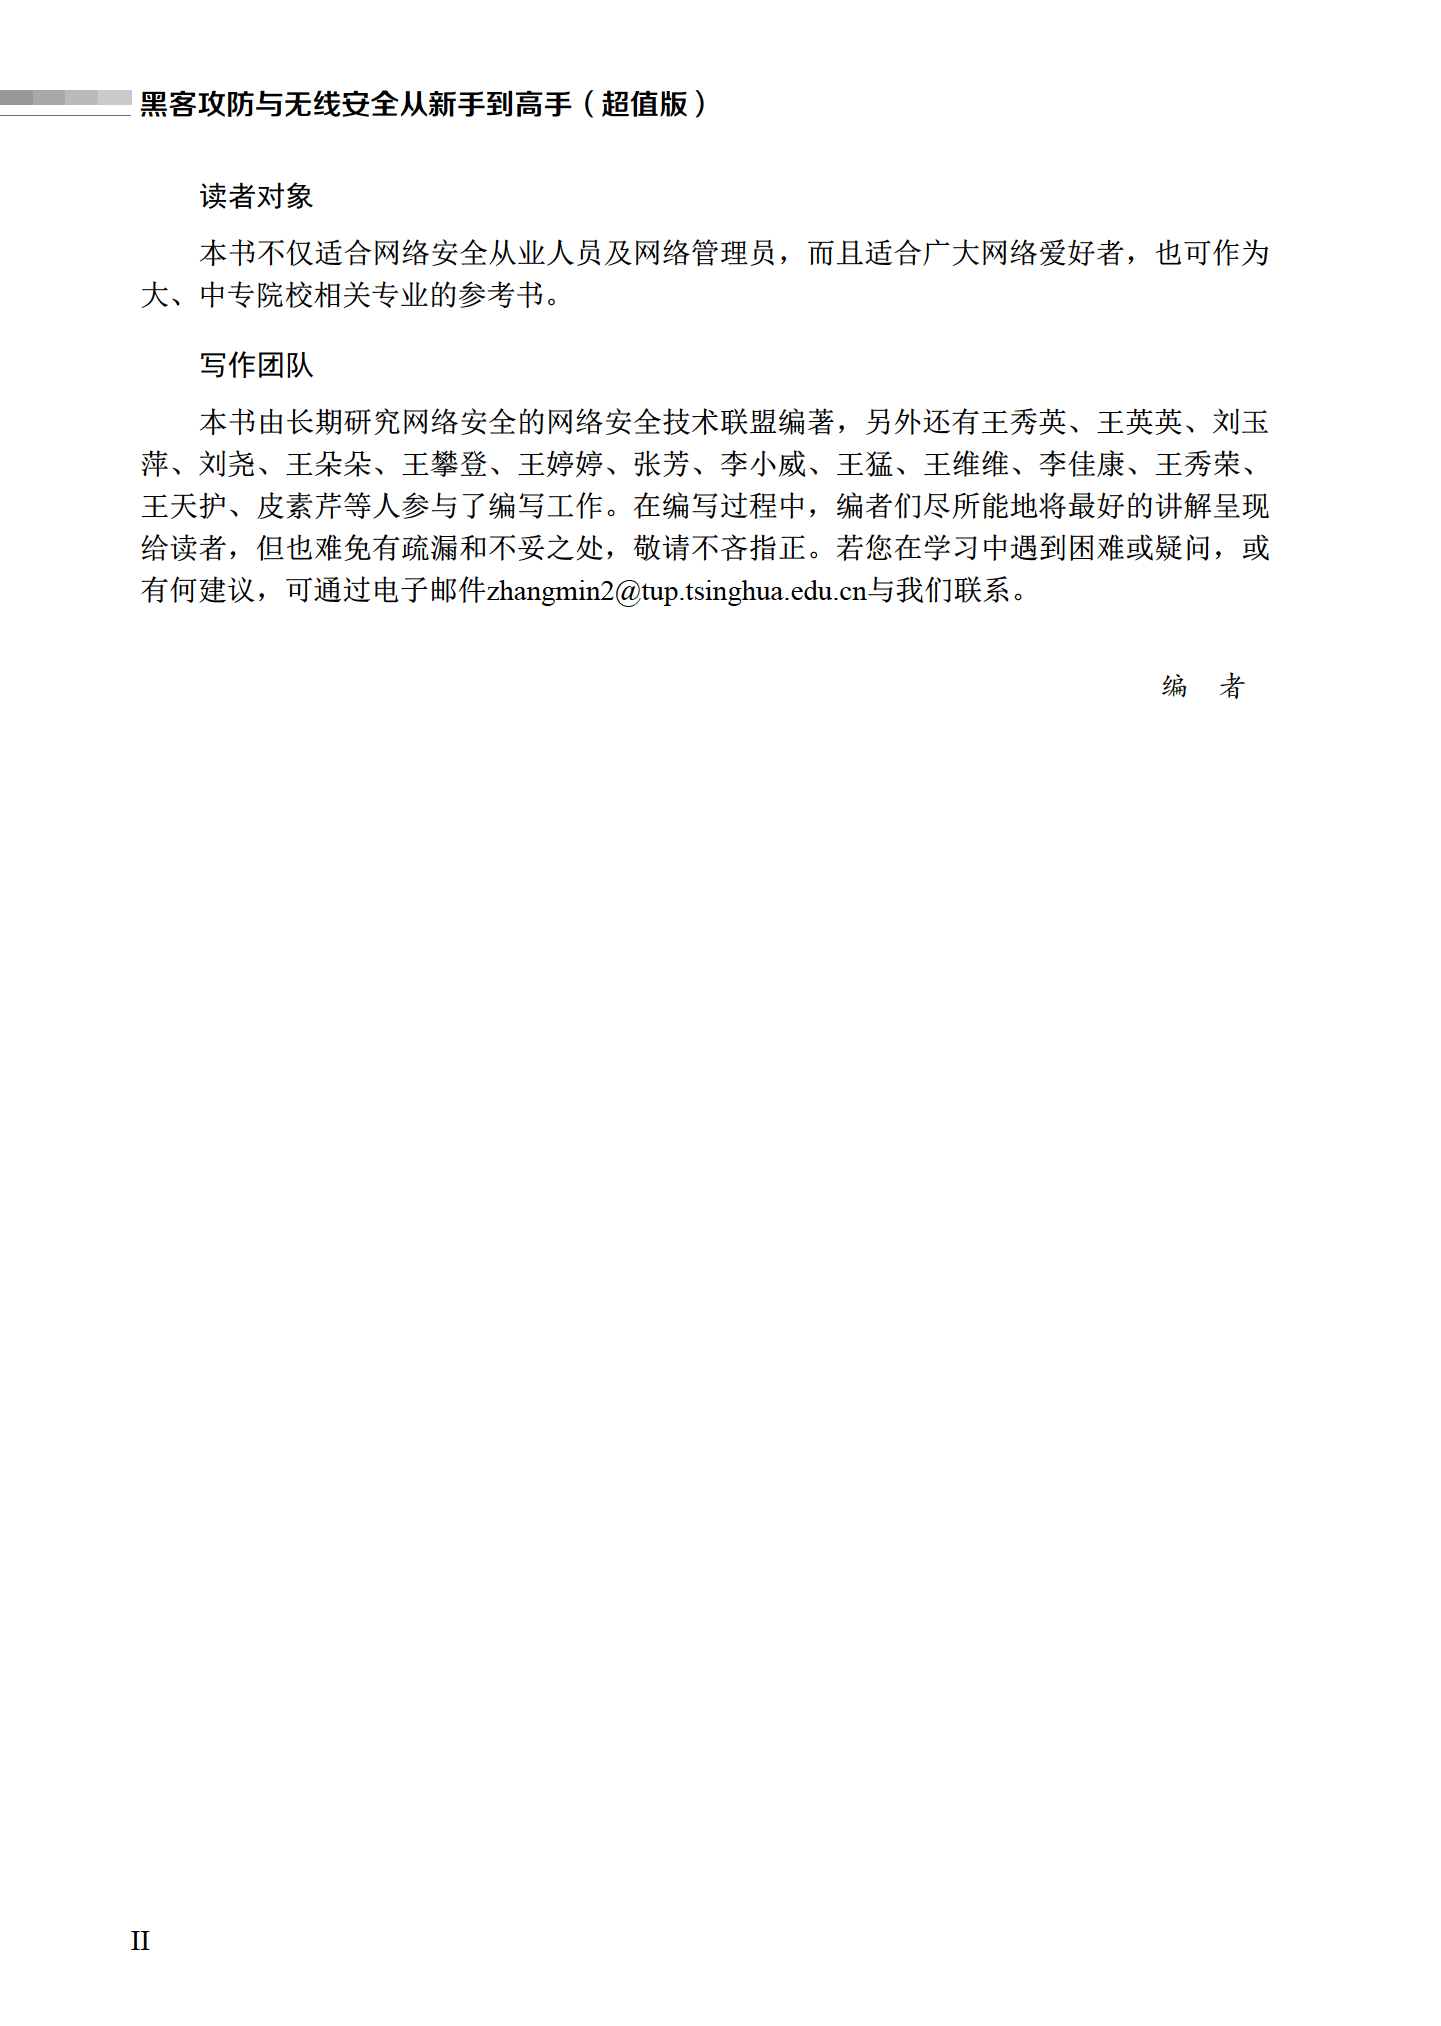 黑客攻防与无线安全从新手到高手（超值版）
读者对象
本书不仅适合网络安全从业人员及网络管理员，而且适合广大网络爱好者，也可作为
大、中专院校相关专业的参考书。
写作团队
本书由长期研究网络安全的网络安全技术联盟编著，另外还有王秀英、王英英、刘玉
萍、刘尧、王朵朵、王攀登、王婷婷、张芳、李小威、王猛、王维维、李佳康、王秀荣、
王天护、皮素芹等人参与了编写工作。在编写过程中，编者们尽所能地将最好的讲解呈现
给读者，但也难免有疏漏和不妥之处，敬请不吝指正。若您在学习中遇到困难或疑问，或
有何建议，可通过电子邮件zhangmin2@tup.tsinghua.edu.cn与我们联系。
编　者
II